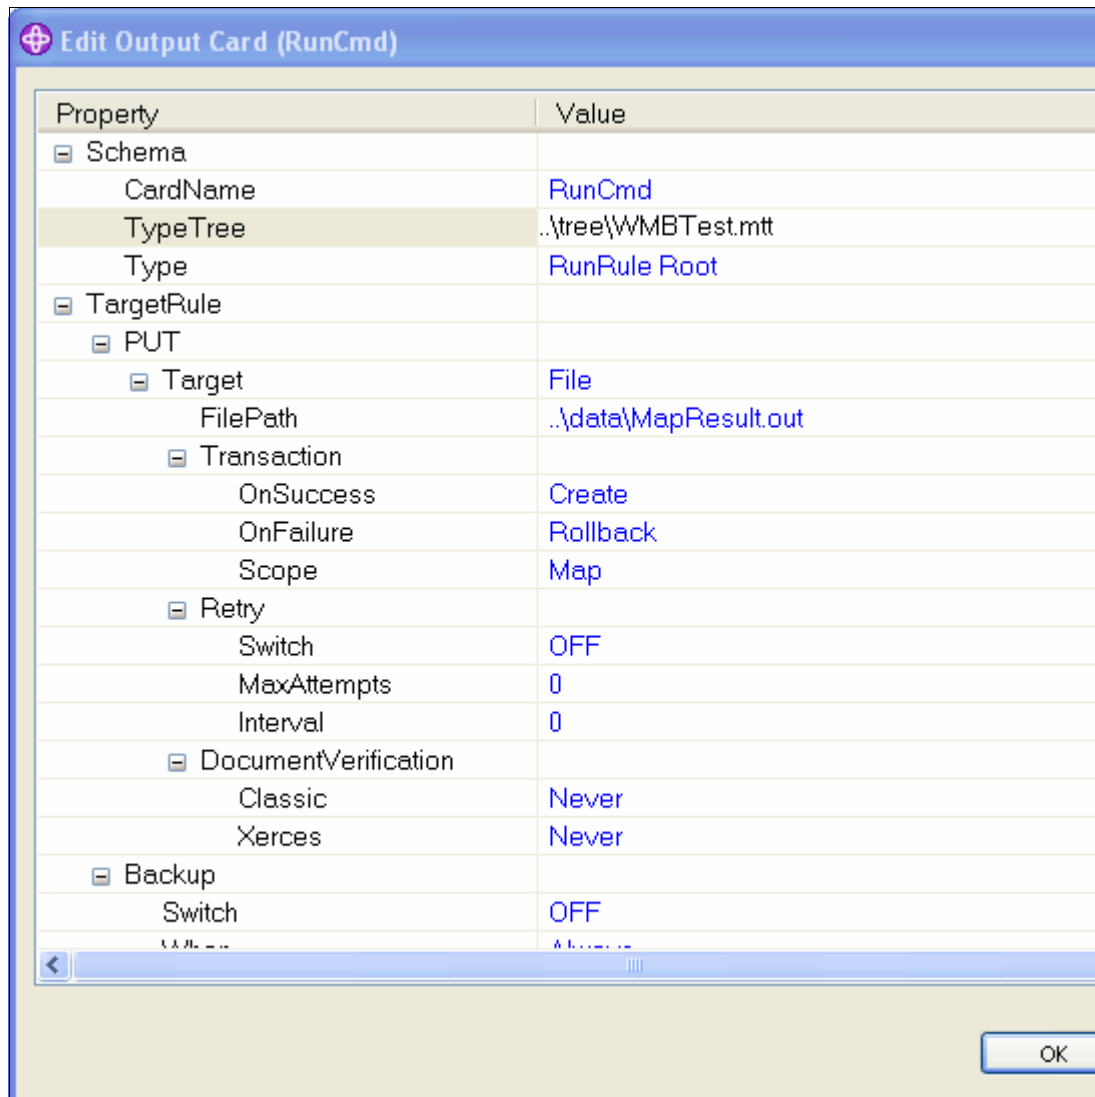 Edit Output Card (RunCmd)
Property Value
Schema
CardName RunCmd
TypeTree ..\tree\WMBTest.mtt
Type RunRule Root
TargetRule
PUT
Target File
FilePath ..\data\MapResult.out
Transaction
OnSuccess Create
OnFailure Rollback
Scope Map
Retry
Switch OFF
MaxAttempts 0
Interval 0
DocumentVerification
Classic Never
Xerces Never
Backup
Switch OFF
When Always
OK